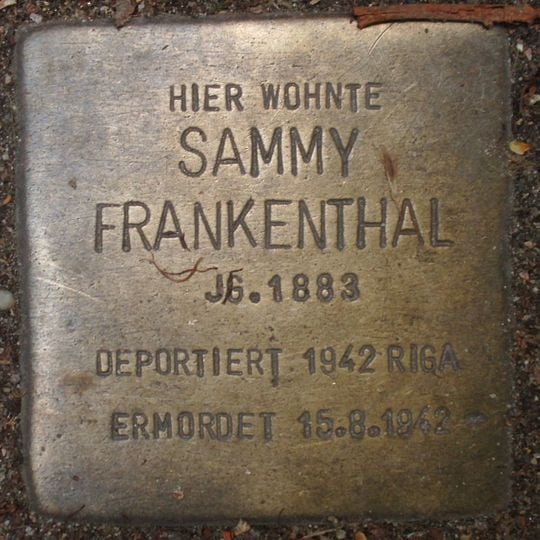 HIER WOHNTE
SAMMY
FRANKENTHAL
JG. 1883
DEPORTIERT 1942 RIGA
ERMORDET 15.8.1942